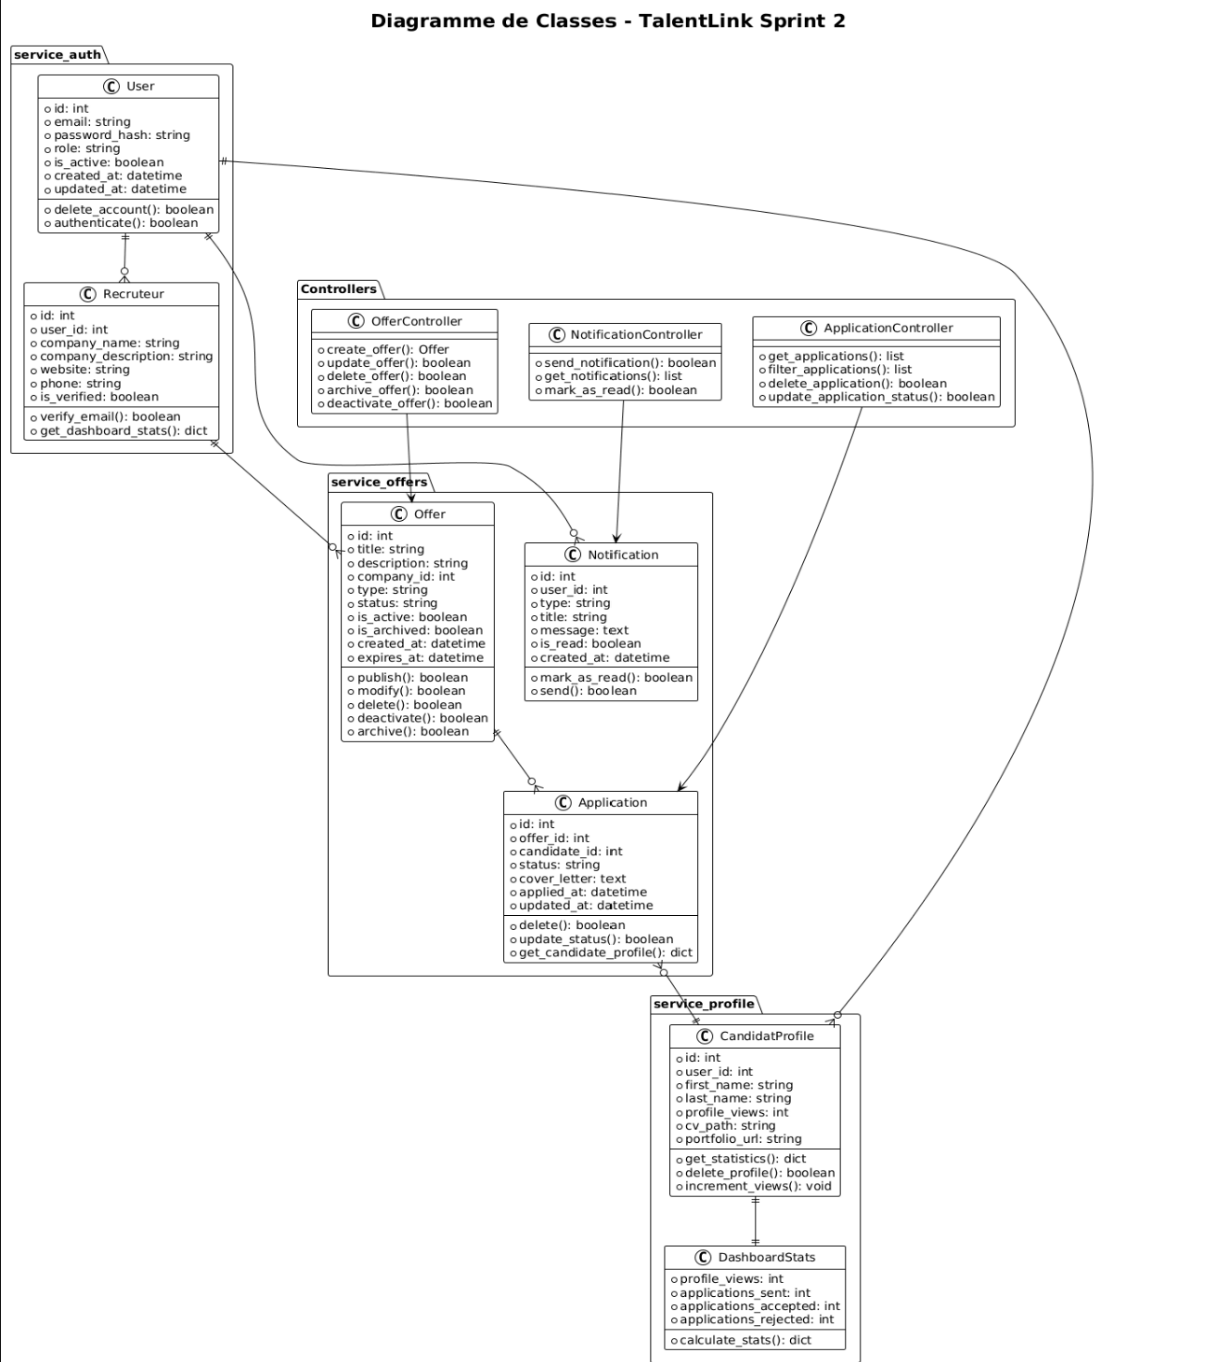 Diagramme de Classes - TalentLink Sprint 2
service_auth
C User
id: int
email: string
password_hash: string
role: string
is_active: boolean
created_at: datetime
updated_at: datetime
delete_account(): boolean
authenticate(): boolean
C Recruteur
id: int
user_id: int
company_name: string
company_description: string
website: string
phone: string
is_verified: boolean
verify_email(): boolean
get_dashboard_stats(): dict
Controllers
C OfferController
create_offer(): Offer
update_offer(): boolean
delete_offer(): boolean
archive_offer(): boolean
deactivate_offer(): boolean
C NotificationController
send_notification(): boolean
get_notifications(): list
mark_as_read(): boolean
C ApplicationController
get_applications(): list
filter_applications(): list
delete_application(): boolean
update_application_status(): boolean
service_offers
C Offer
id: int
title: string
description: string
company_id: int
type: string
status: string
is_active: boolean
is_archived: boolean
created_at: datetime
expires_at: datetime
publish(): boolean
modify(): boolean
delete(): boolean
deactivate(): boolean
archive(): boolean
C Notification
id: int
user_id: int
type: string
title: string
message: text
is_read: boolean
created_at: datetime
mark_as_read(): boolean
send(): boolean
C Application
id: int
offer_id: int
candidate_id: int
status: string
cover_letter: text
applied_at: datetime
updated_at: datetime
delete(): boolean
update_status(): boolean
get_candidate_profile(): dict
service_profile
C CandidatProfile
id: int
user_id: int
first_name: string
last_name: string
profile_views: int
cv_path: string
portfolio_url: string
get_statistics(): dict
delete_profile(): boolean
increment_views(): void
C DashboardStats
profile_views: int
applications_sent: int
applications_accepted: int
applications_rejected: int
calculate_stats(): dict